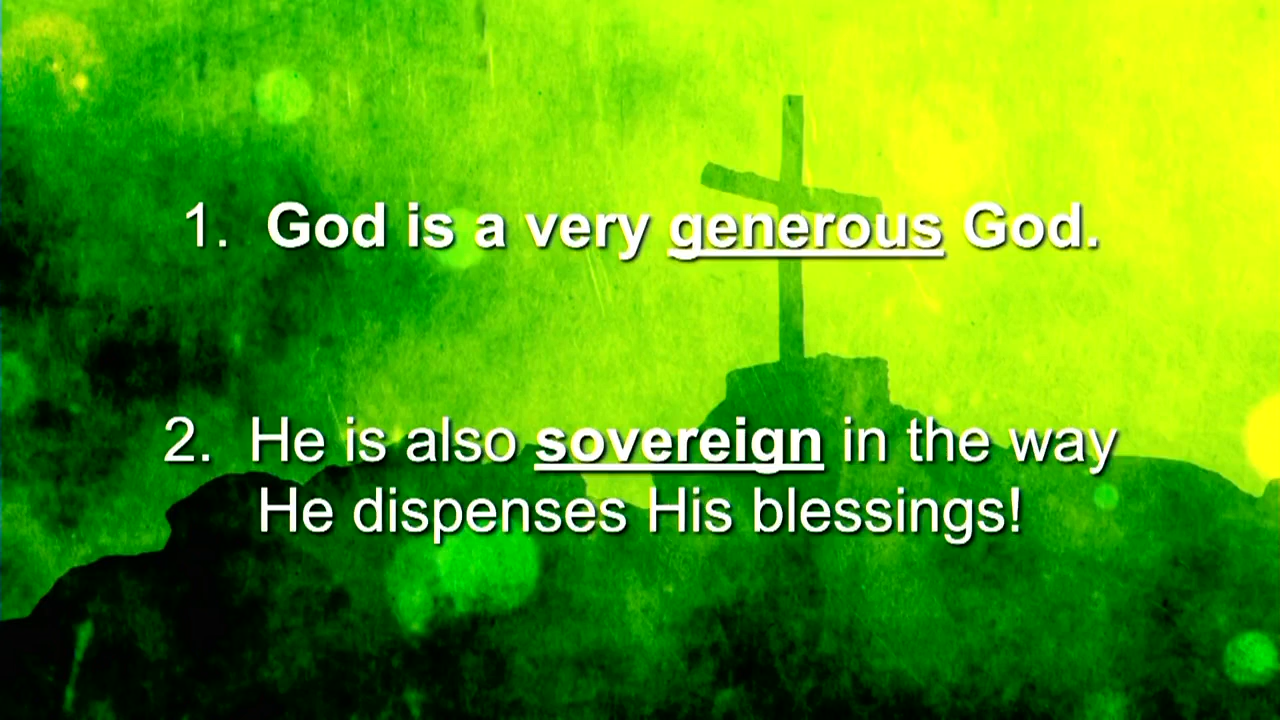 1. God is a very generous God.
2. He is also sovereign in the way
He dispenses His blessings!